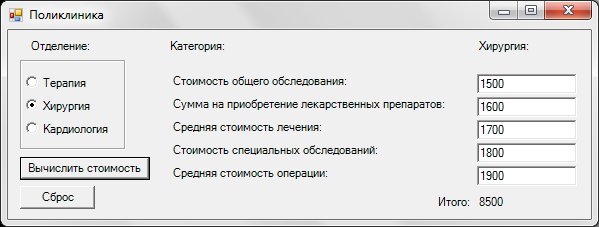 Поликлиника
Отделение: Категория: Хирургия:
Терапия
Хирургия
Кардиология
Стоимость общего обследования: 1500
Сумма на приобретение лекарственных препаратов: 1600
Средняя стоимость лечения: 1700
Стоимость специальных обследований: 1800
Средняя стоимость операции: 1900
Вычислить стоимость
Сброс
Итого: 8500